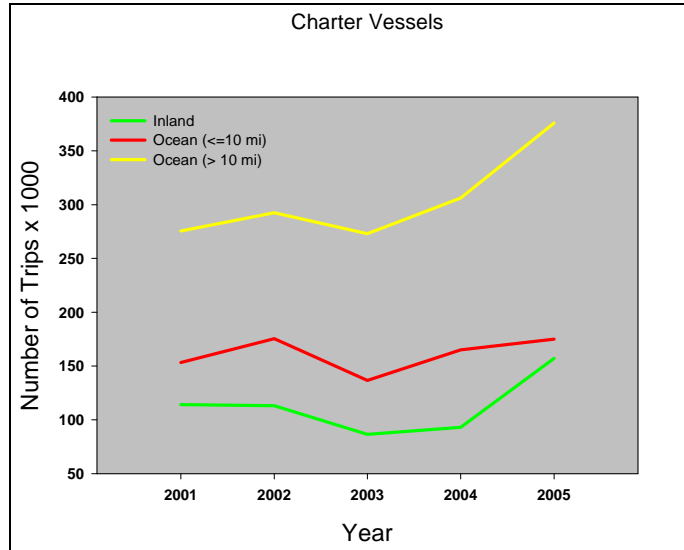 Charter Vessels
Number of Trips x 1000
400
350
300
250
200
150
100
50
Inland
Ocean (<=10 mi)
Ocean (> 10 mi)
2001 2002 2003 2004 2005
Year